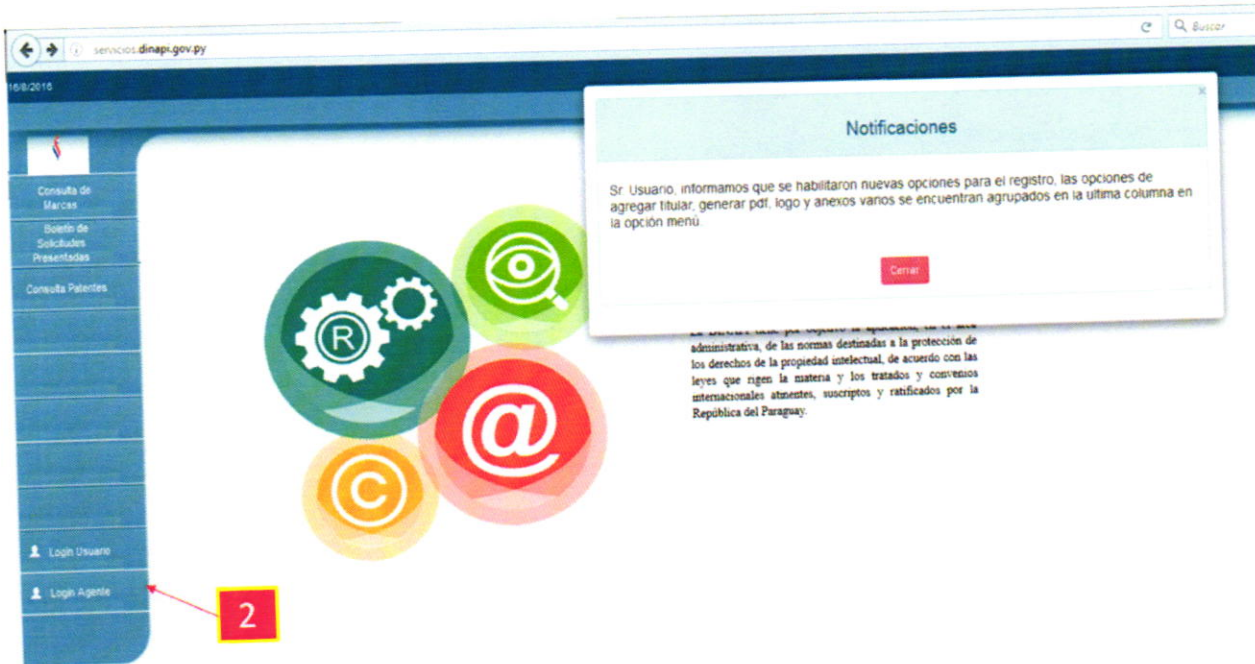 servicios.dinapi.gov.py
Buscar
16/8/2016
Notificaciones
Sr. Usuario, informamos que se habilitaron nuevas opciones para el registro, las opciones de
agregar titular, generar pdf, logo y anexos varios se encuentran agrupados en la ultima columna en
la opción menú.
Cerrar
Consulta de
Marcas
Boletín de
Solicitudes
Presentadas
Consulta Patentes
R
@
C
administrativa, de las normas destinadas a la protección de
los derechos de la propiedad intelectual, de acuerdo con las
leyes que rigen la materia y los tratados y convenios
internacionales atinentes, suscriptos y ratificados por la
República del Paraguay.
Login Usuario
Login Agente
2